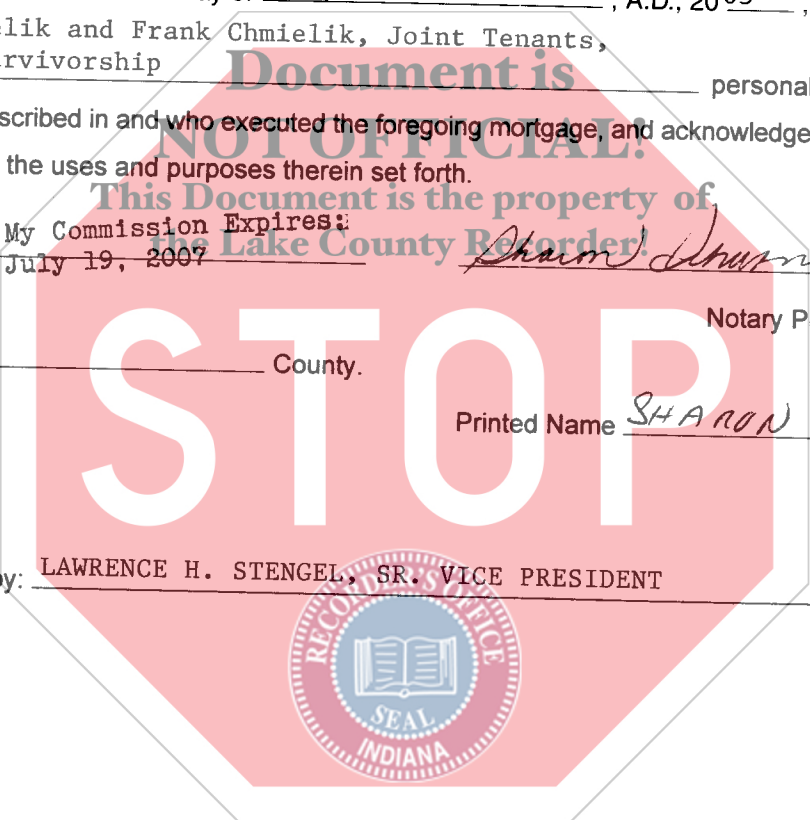 , A.D., 20
elik and Frank Chmielik, Joint Tenants,
rvivorship
Document is
personal
scribed in and who executed the foregoing mortgage, and acknowledge
NOT OFFICIAL!
the uses and purposes therein set forth.
This Document is the property of
My Commission Expires:
the Lake County Recorder!
July 19, 2007
Sharon
Notary P
STOP
County.
Printed Name SHARON
by: LAWRENCE H. STENGEL, SR. VICE PRESIDENT
RECORDER'S OFFICE
SEAL
INDIANA